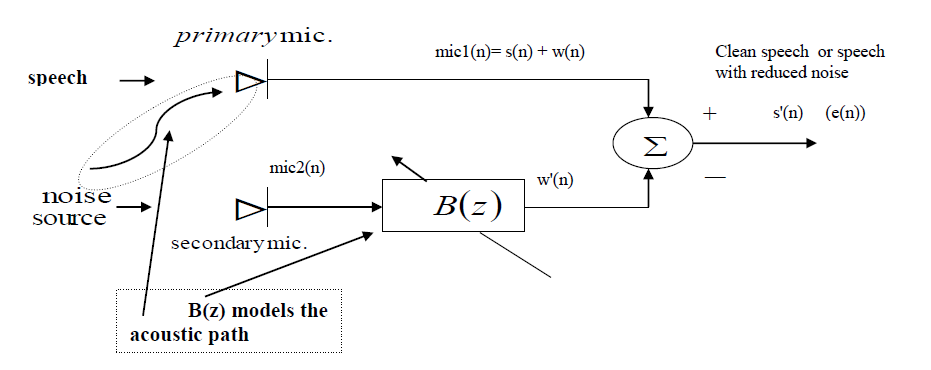 primary mic.
mic1(n)= s(n) + w(n)
Clean speech or speech
with reduced noise
speech
+
s'(n) (e(n))
Σ
mic2(n)
w'(n)
—
noise
source
B(z)
secondary mic.
B(z) models the
acoustic path